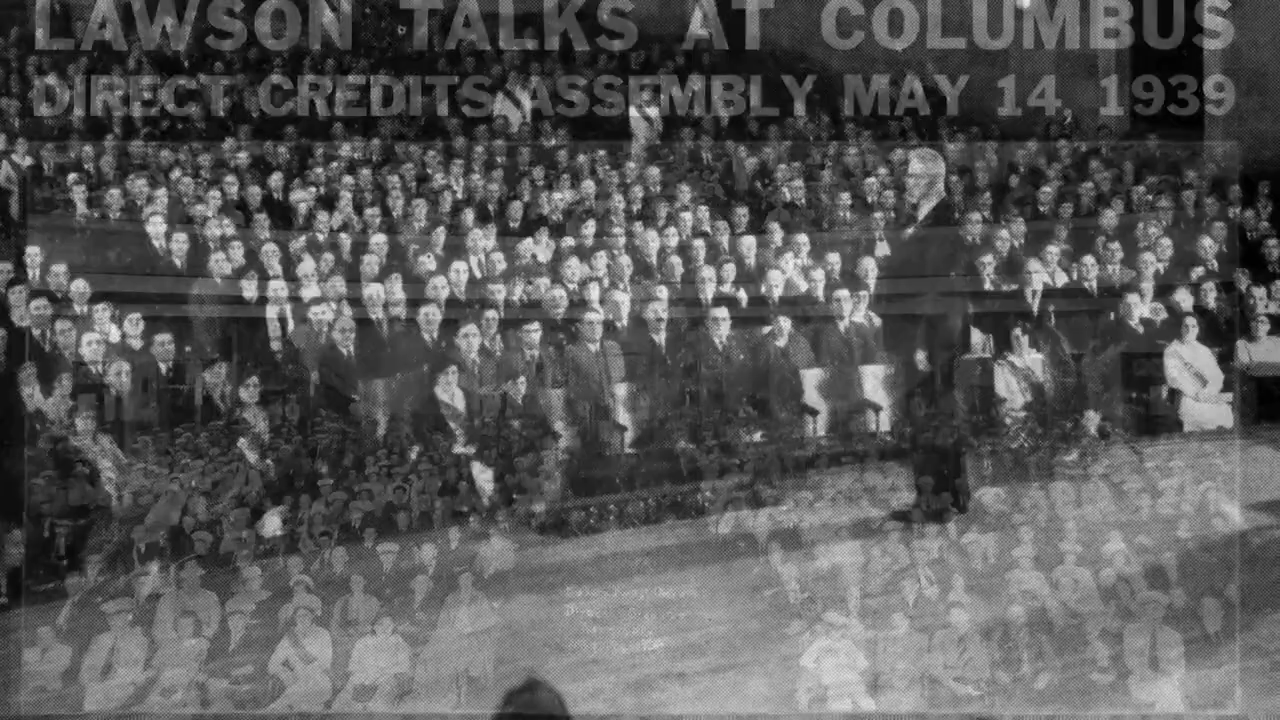 LAWSON TALKS AT COLUMBUS
DIRECT CREDITS ASSEMBLY MAY 14, 1939